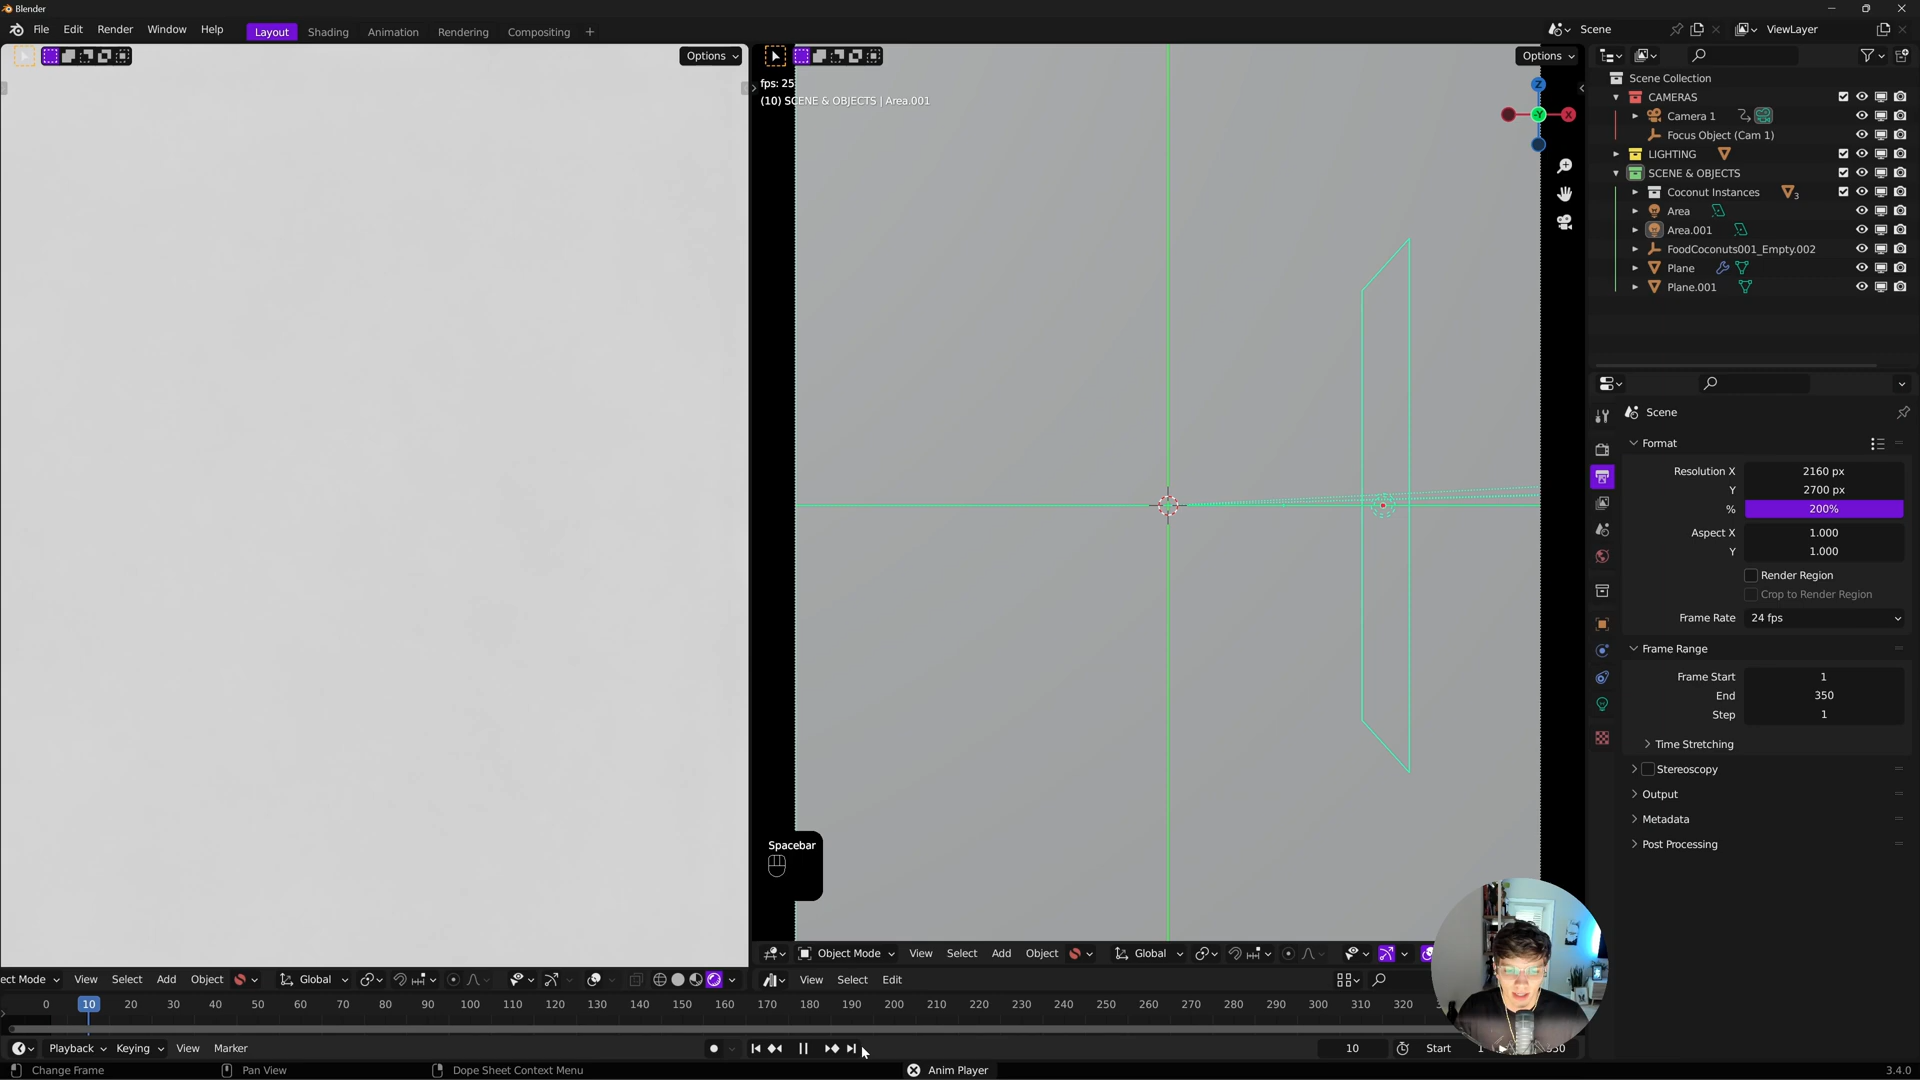 Blender
File Edit Render Window Help Layout Shading Animation Rendering Compositing + Scene ViewLayer
Options
Options
fps: 25
(10) SCENE & OBJECTS | Area.001
Z
-Y
X
Scene Collection
CAMERAS
Camera 1
Focus Object (Cam 1)
LIGHTING
SCENE & OBJECTS
Coconut Instances 3
Area
Area.001
FoodCoconuts001_Empty.002
Plane
Plane.001
Scene
Format
Resolution X 2160 px
Y 2700 px
% 200%
Aspect X 1.000
Y 1.000
Render Region
Crop to Render Region
Frame Rate 24 fps
Frame Range
Frame Start 1
End 350
Step 1
Time Stretching
Stereoscopy
Output
Metadata
Post Processing
Spacebar
Object Mode View Select Add Object Global
ect Mode View Select Add Object Global
View Select Edit
0 10 20 30 40 50 60 70 80 90 100 110 120 130 140 150 160 170 180 190 200 210 220 230 240 250 260 270 280 290 300 310 320
Playback Keying View Marker 10 Start 1 50
Change Frame Pan View Dope Sheet Context Menu Anim Player 3.4.0